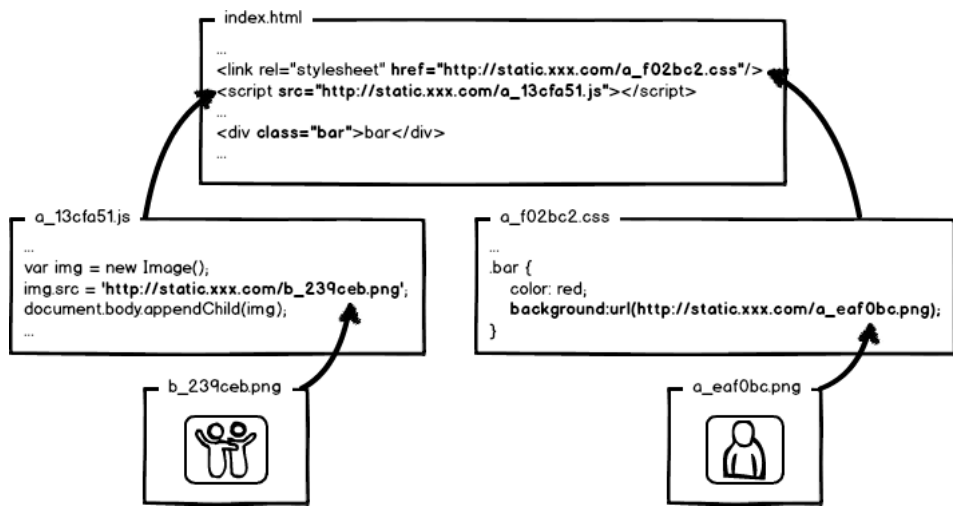 index.html
...
<link rel="stylesheet" href="http://static.xxx.com/a_f02bc2.css"/>
<script src="http://static.xxx.com/a_13cfa51.js"></script>
...
<div class="bar">bar</div>
...
a_13cfa51.js
...
var img = new Image();
img.src = 'http://static.xxx.com/b_239ceb.png';
document.body.appendChild(img);
...
a_f02bc2.css
...
.bar {
color: red;
background:url(http://static.xxx.com/a_eaf0bc.png);
}
b_239ceb.png
a_eaf0bc.png